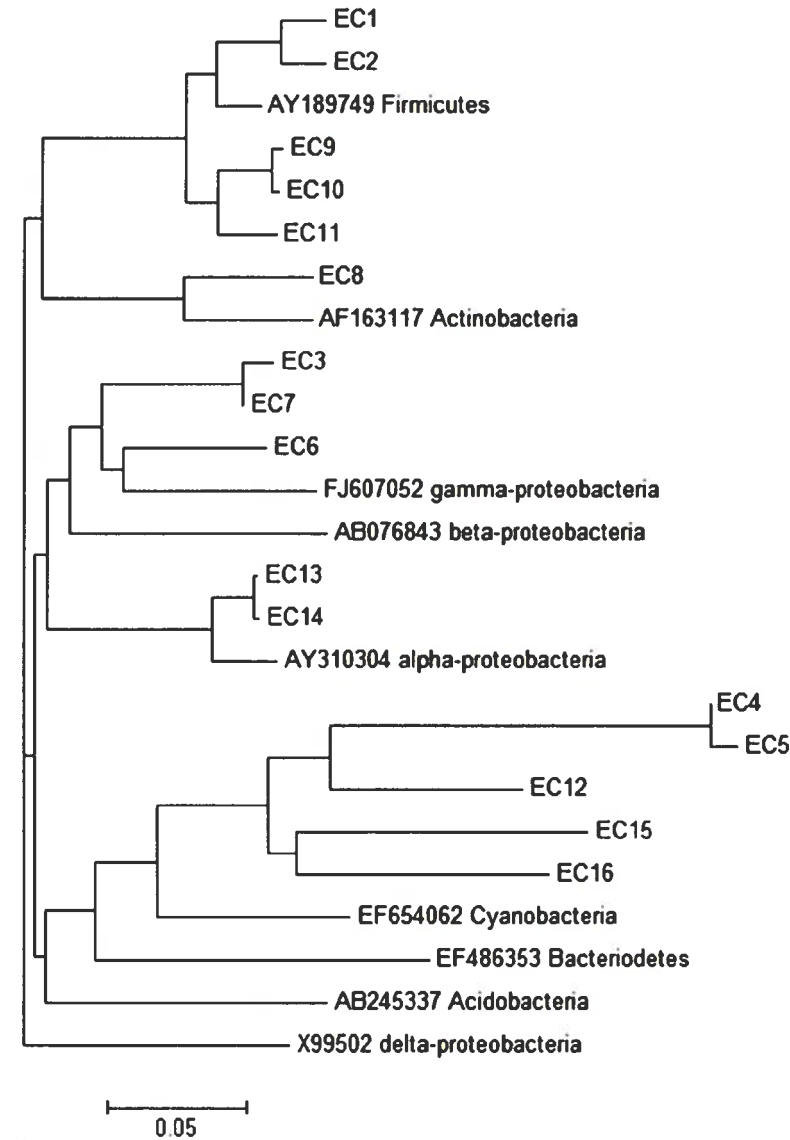 EC1
EC2
AY189749 Firmicutes
EC9
EC10
EC11
EC8
AF163117 Actinobacteria
EC3
EC7
EC6
FJ607052 gamma-proteobacteria
AB076843 beta-proteobacteria
EC13
EC14
AY310304 alpha-proteobacteria
EC4
EC5
EC12
EC15
EC16
EF654062 Cyanobacteria
EF486353 Bacteriodetes
AB245337 Acidobacteria
X99502 delta-proteobacteria
0.05